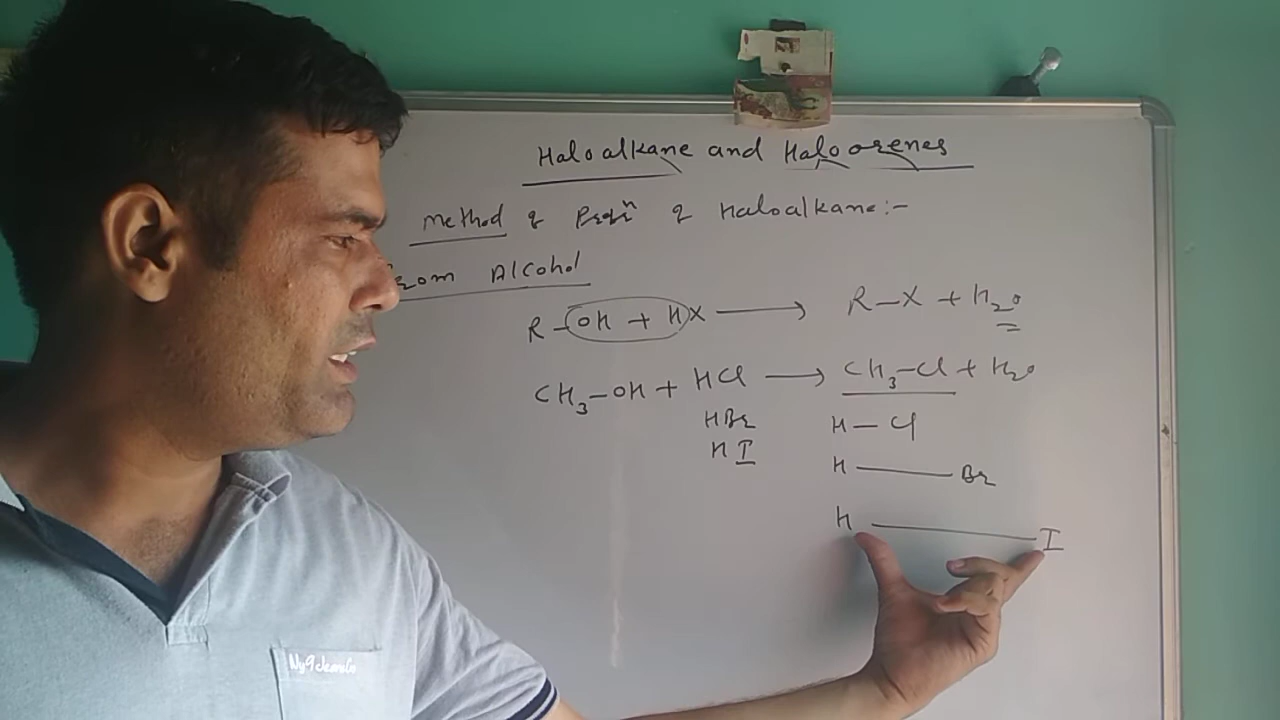 Haloalkane and Haloarenes
Method of Prepn of Haloalkane:-
From Alcohol
R-OH + HX ⟶ R-X + H₂O
CH₃-OH + HCl ⟶ CH₃-Cl + H₂O
HBr
HI
H-Cl
H-Br
H-I
Ny9JeansCo